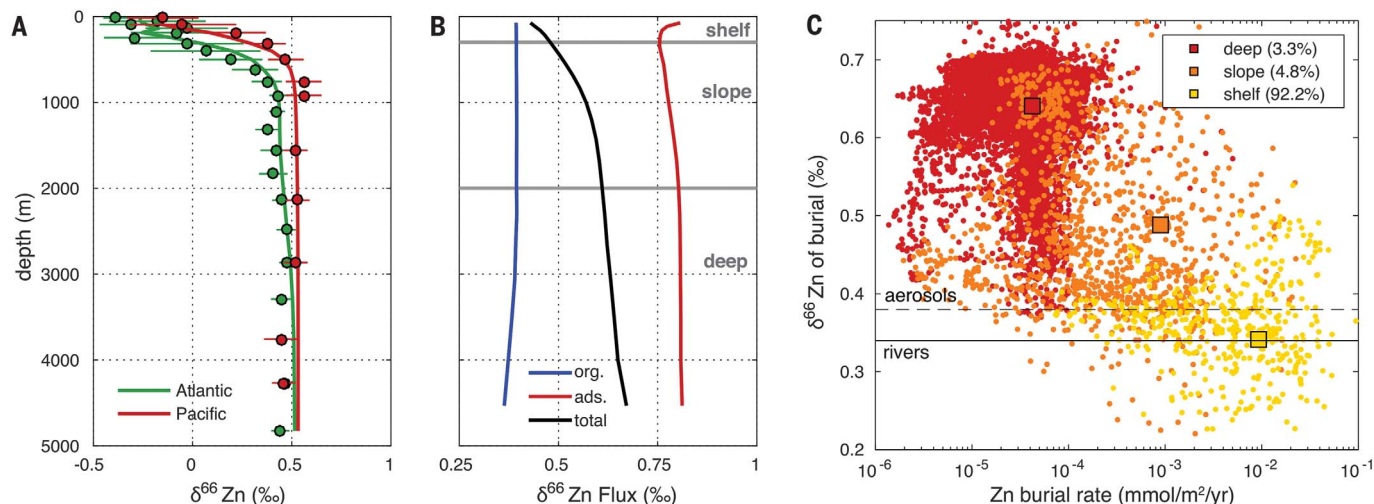 A
0
1000
2000
3000
4000
5000
depth (m)
Atlantic
Pacific
-0.5
0
0.5
1
δ⁶⁶ Zn (‰)
B
shelf
slope
deep
org.
ads.
total
0.25
0.5
0.75
1
δ⁶⁶ Zn Flux (‰)
C
deep (3.3%)
slope (4.8%)
shelf (92.2%)
0.7
0.6
0.5
0.4
0.3
0.2
δ⁶⁶ Zn of burial (‰)
aerosols
rivers
10⁻⁶
10⁻⁵
10⁻⁴
10⁻³
10⁻²
10⁻¹
Zn burial rate (mmol/m²/yr)